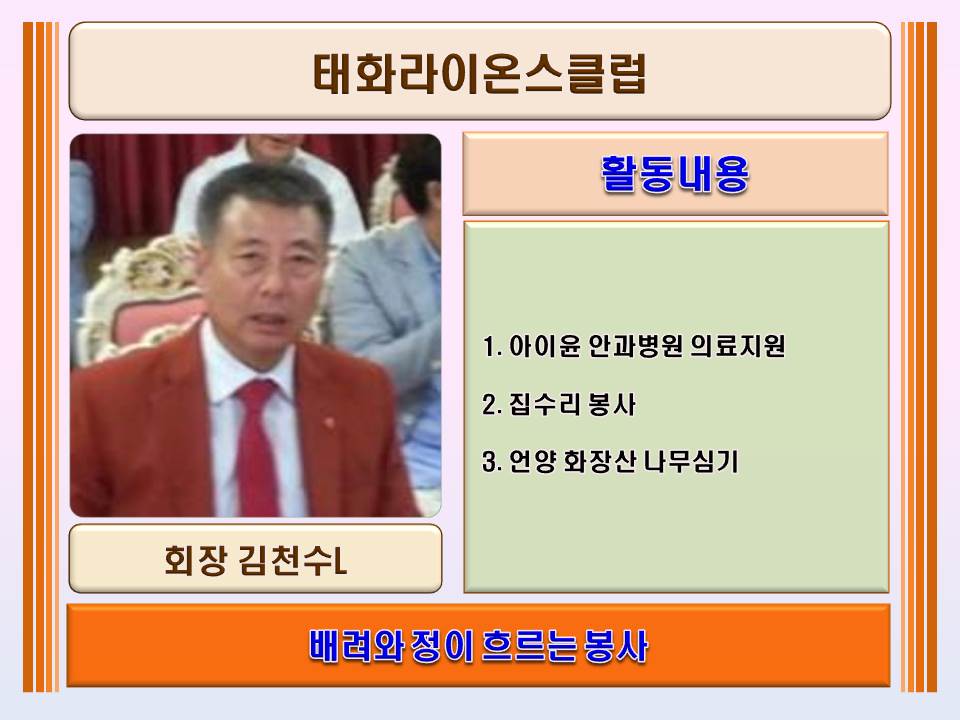 태화라이온스클럽
활동내용
1. 아이윤 안과병원 의료지원
2. 집수리 봉사
3. 언양 화장산 나무심기
회장 김천수L
배려와 정이 흐르는 봉사